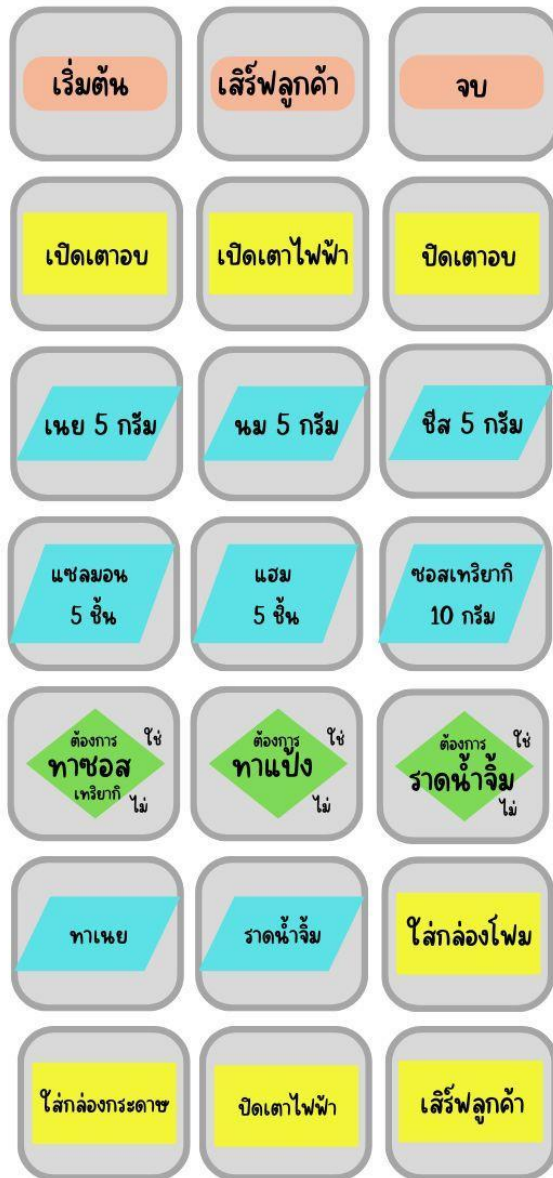 เริ่มต้น
เสิร์ฟลูกค้า
จบ
เปิดเตาอบ
เปิดเตาไฟฟ้า
ปิดเตาอบ
เนย 5 กรัม
นม 5 กรัม
ชีส 5 กรัม
แซลมอน
5 ชิ้น
แฮม
5 ชิ้น
ซอสเทริยากิ
10 กรัม
ต้องการ
ทาซอส
เทริยากิ
ใช่
ไม่
ต้องการ
ทาแป้ง
ใช่
ไม่
ต้องการ
ราดน้ำจิ้ม
ใช่
ไม่
ทาเนย
ราดน้ำจิ้ม
ใส่กล่องโฟม
ใส่กล่องกระดาษ
ปิดเตาไฟฟ้า
เสิร์ฟลูกค้า